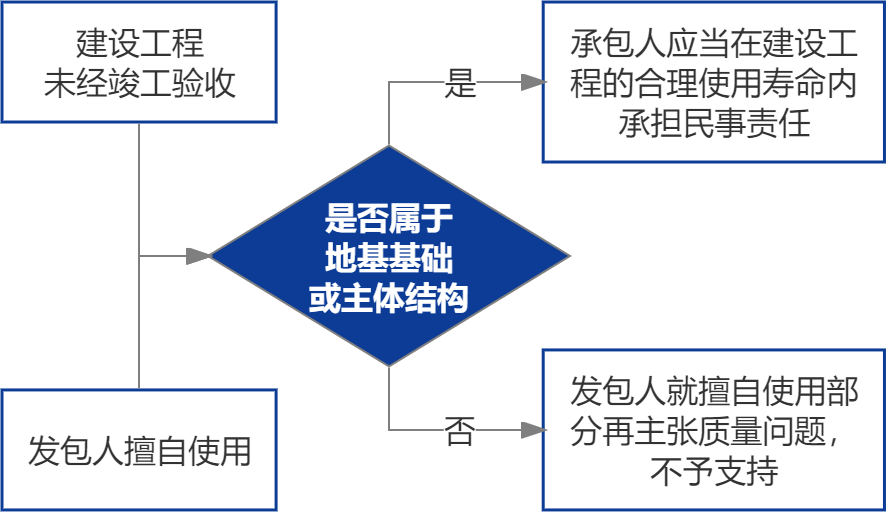 建设工程
未经竣工验收
发包人擅自使用
是否属于
地基基础
或主体结构
是
承包人应当在建设工
程的合理使用寿命内
承担民事责任
否
发包人就擅自使用部
分再主张质量问题，
不予支持